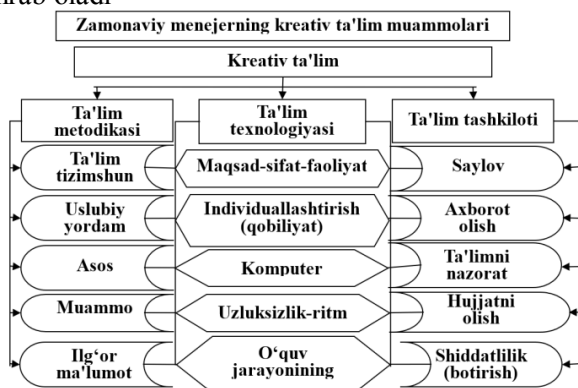 qamrab oladi
Zamonaviy menejerning kreativ ta'lim muammolari
Kreativ ta'lim
Ta'lim
metodikasi
Ta'lim
texnologiyasi
Ta'lim tashkiloti
Ta'lim
tizimshun
Maqsad-sifat-faoliyat
Saylov
Uslubiy
yordam
Individuallashtirish
(qobiliyat)
Axborot
olish
Asos
Komputer
Ta'limni
nazorat
Muammo
Uzluksizlik-ritm
Hujjatni
olish
Ilg‘or
ma'lumot
O‘quv
jarayonining
Shiddatlilik
(botirish)